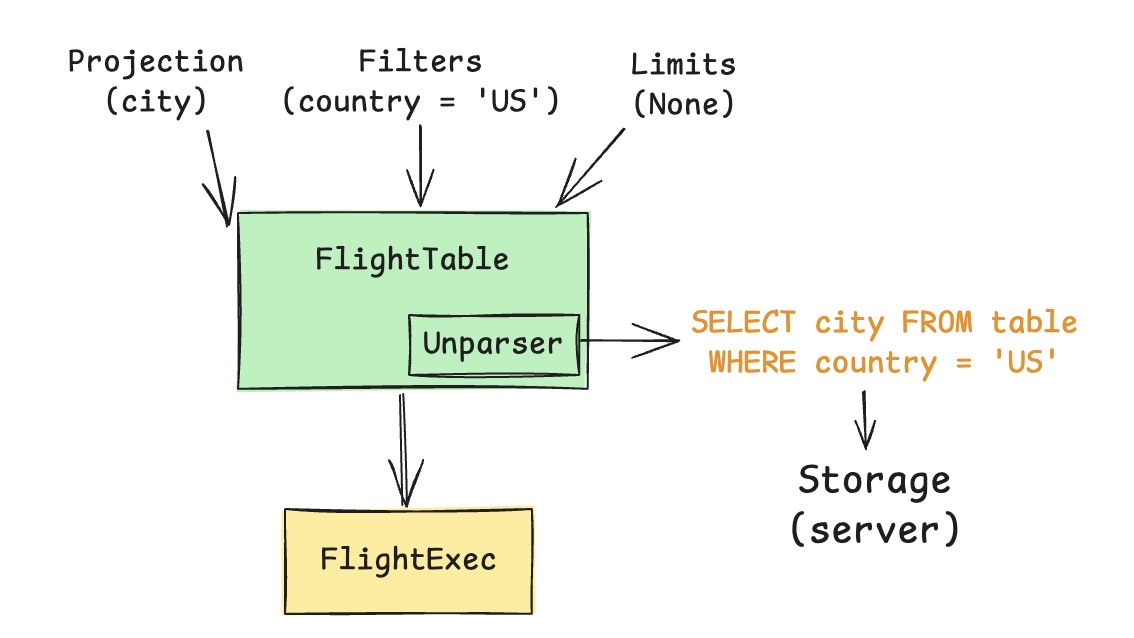 Projection
(city)
Filters
(country = 'US')
Limits
(None)
FlightTable
Unparser
SELECT city FROM table
WHERE country = 'US'
Storage
(server)
FlightExec